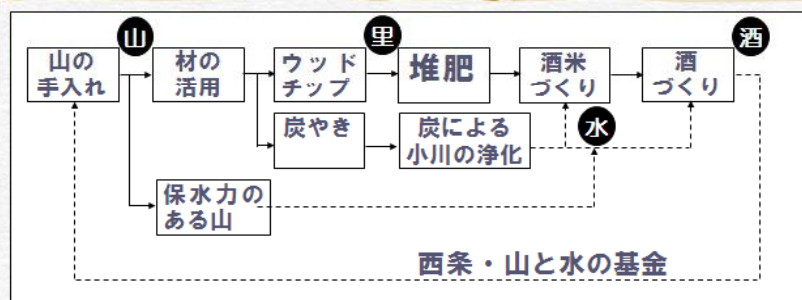 山
里
酒
山の
手入れ
材の
活用
ウッド
チップ
堆肥
酒米
づくり
酒
づくり
炭やき
炭による
小川の浄化
水
保水力の
ある山
西条・山と水の基金